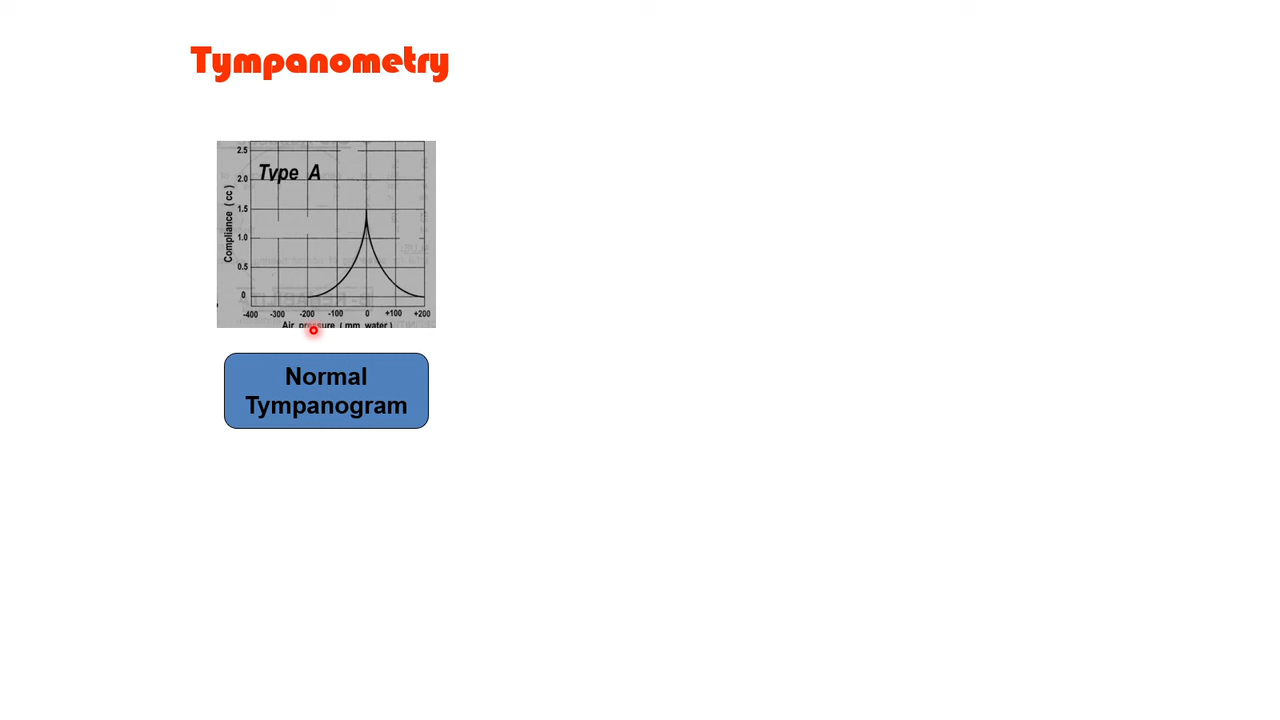 Tympanometry
Type A
Compliance ( cc )
2.5
2.0
1.5
1.0
0.5
0
-400 -300 -200 -100 0 +100 +200
Air pressure ( mm water )
Normal
Tympanogram